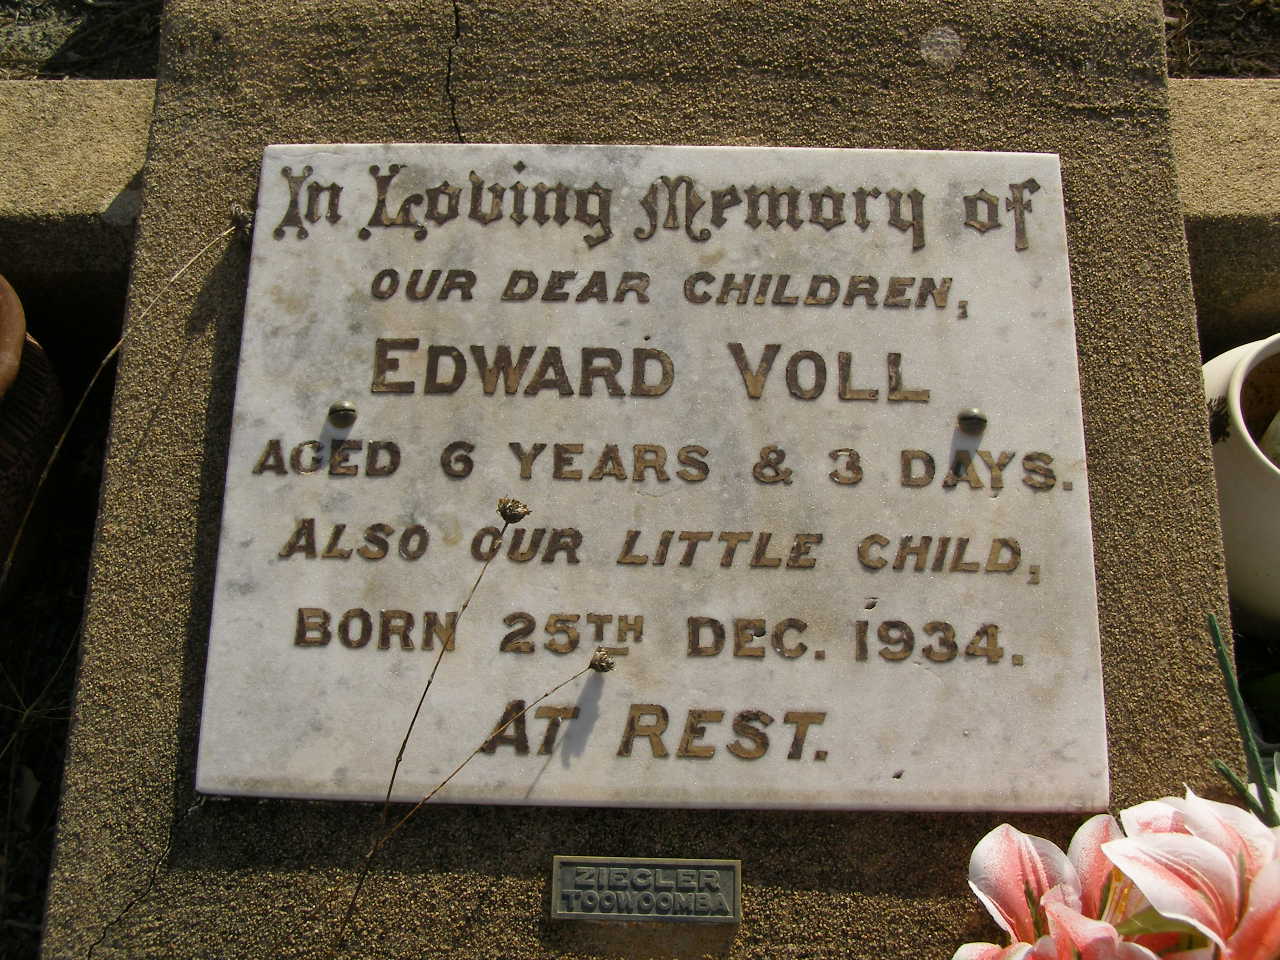 In Loving Memory of
OUR DEAR CHILDREN,
EDWARD VOLL
AGED 6 YEARS & 3 DAYS.
ALSO OUR LITTLE CHILD,
BORN 25TH DEC. 1934.
AT REST.
ZIEGLER
TOOWOOMBA